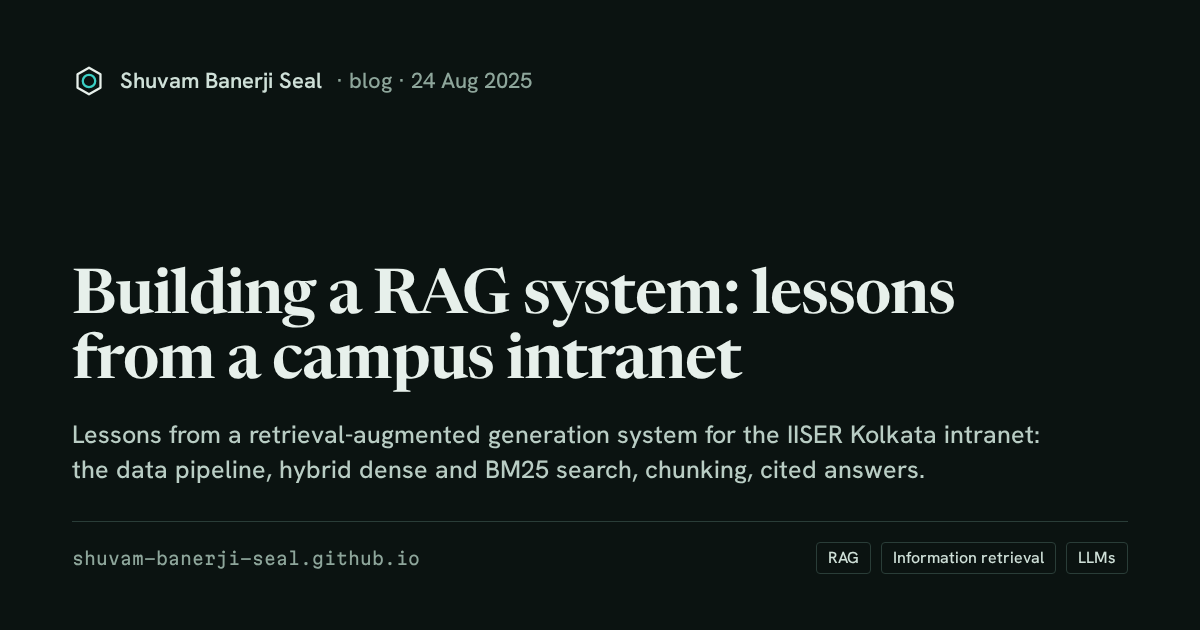 Shuvam Banerji Seal · blog · 24 Aug 2025
Building a RAG system: lessons
from a campus intranet
Lessons from a retrieval-augmented generation system for the IISER Kolkata intranet:
the data pipeline, hybrid dense and BM25 search, chunking, cited answers.
shuvam-banerji-seal.github.io
RAG
Information retrieval
LLMs